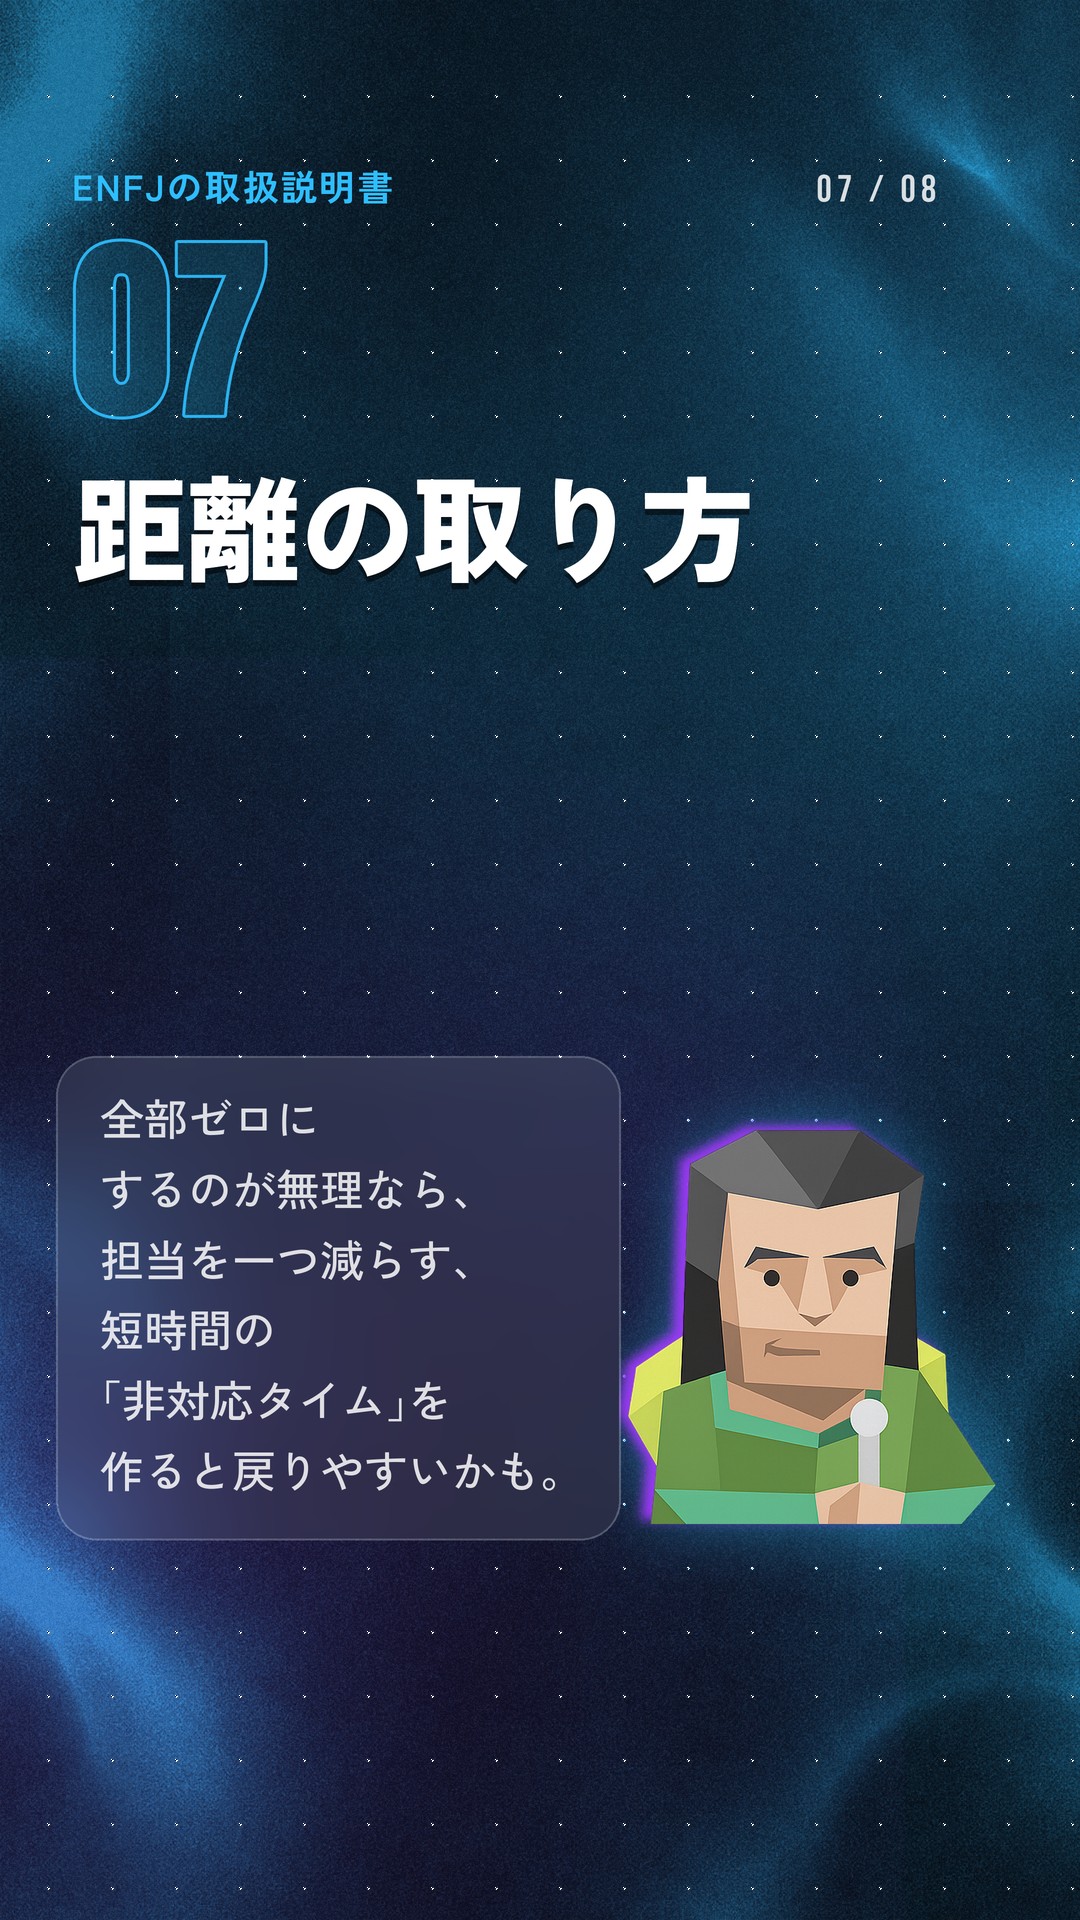 ENFJの取扱説明書
07 / 08
07
距離の取り方
全部ゼロに
するのが無理なら、
担当を一つ減らす、
短時間の
「非対応タイム」を
作ると戻りやすいかも。